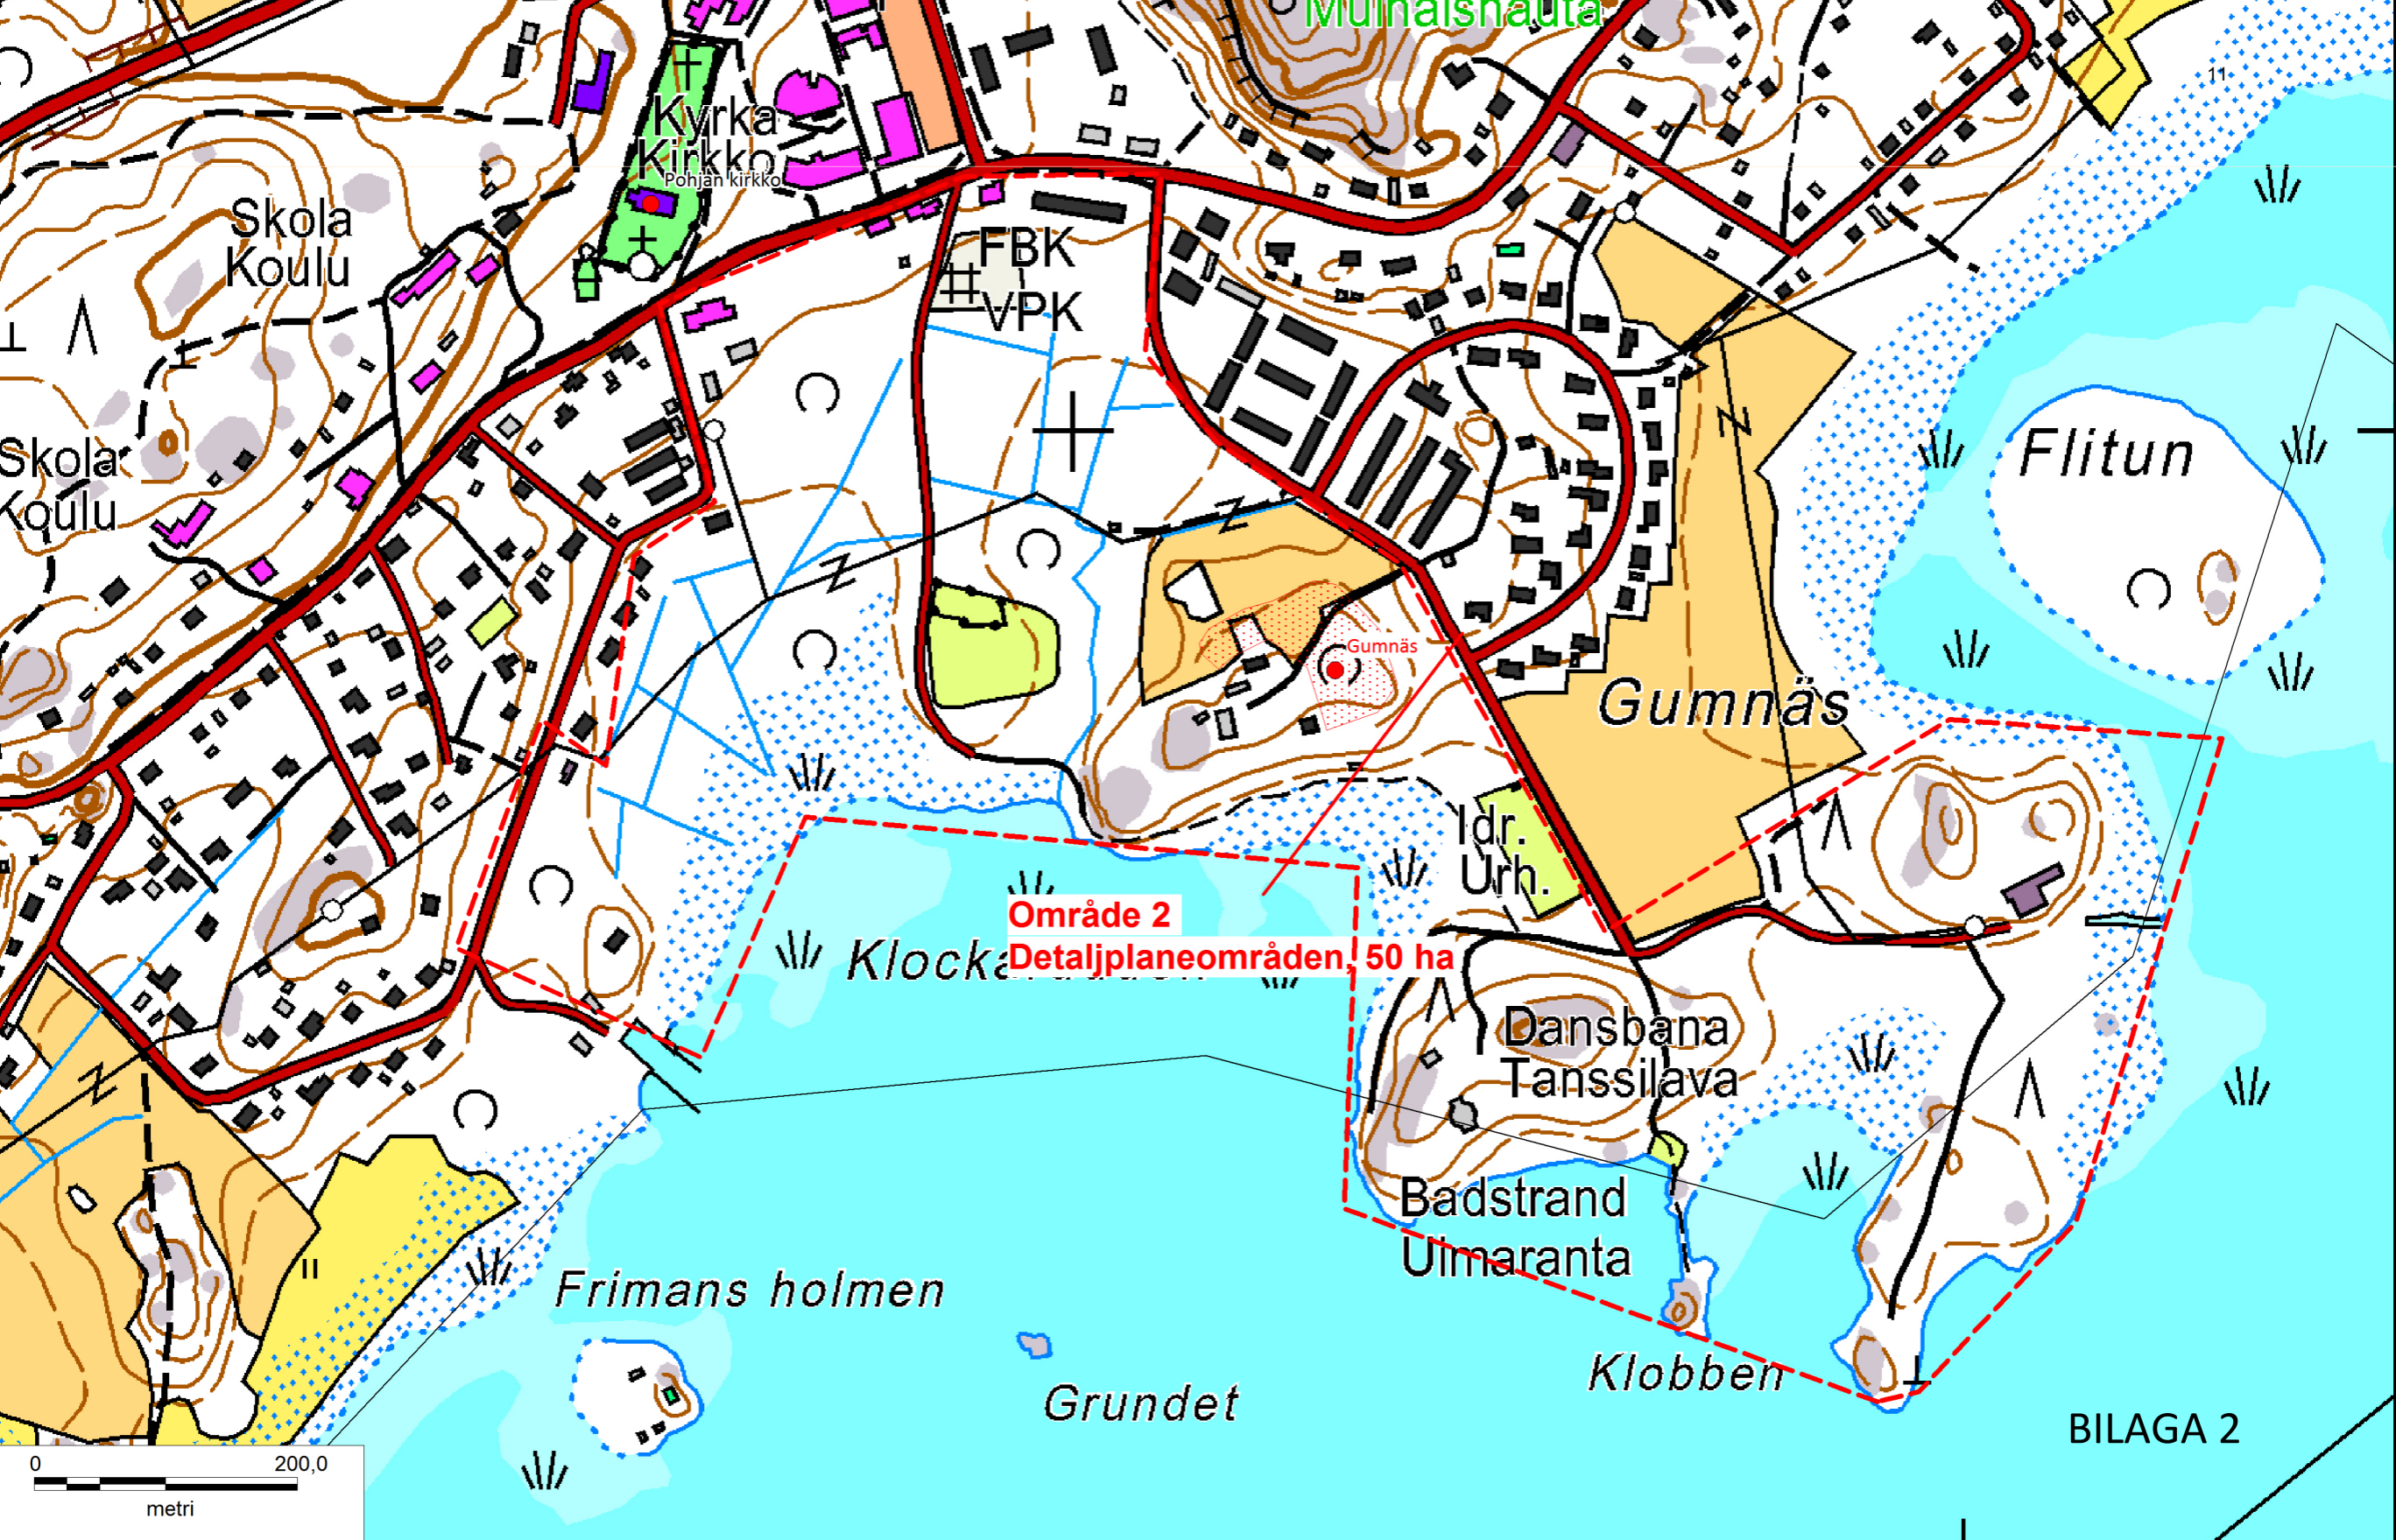 Muinaishauta
11
Kyrka
Kirkko
Pohjan kirkko
Skola
Koulu
FBK
VPK
Skola
Koulu
Flitun
Gumnäs
Gumnäs
Idr.
Urh.
Område 2
Detaljplaneområden, 50 ha
Dansbana
Tanssilava
Badstrand
Uimaranta
Frimans holmen
Grundet
Klobben
BILAGA 2
0 200,0
metri